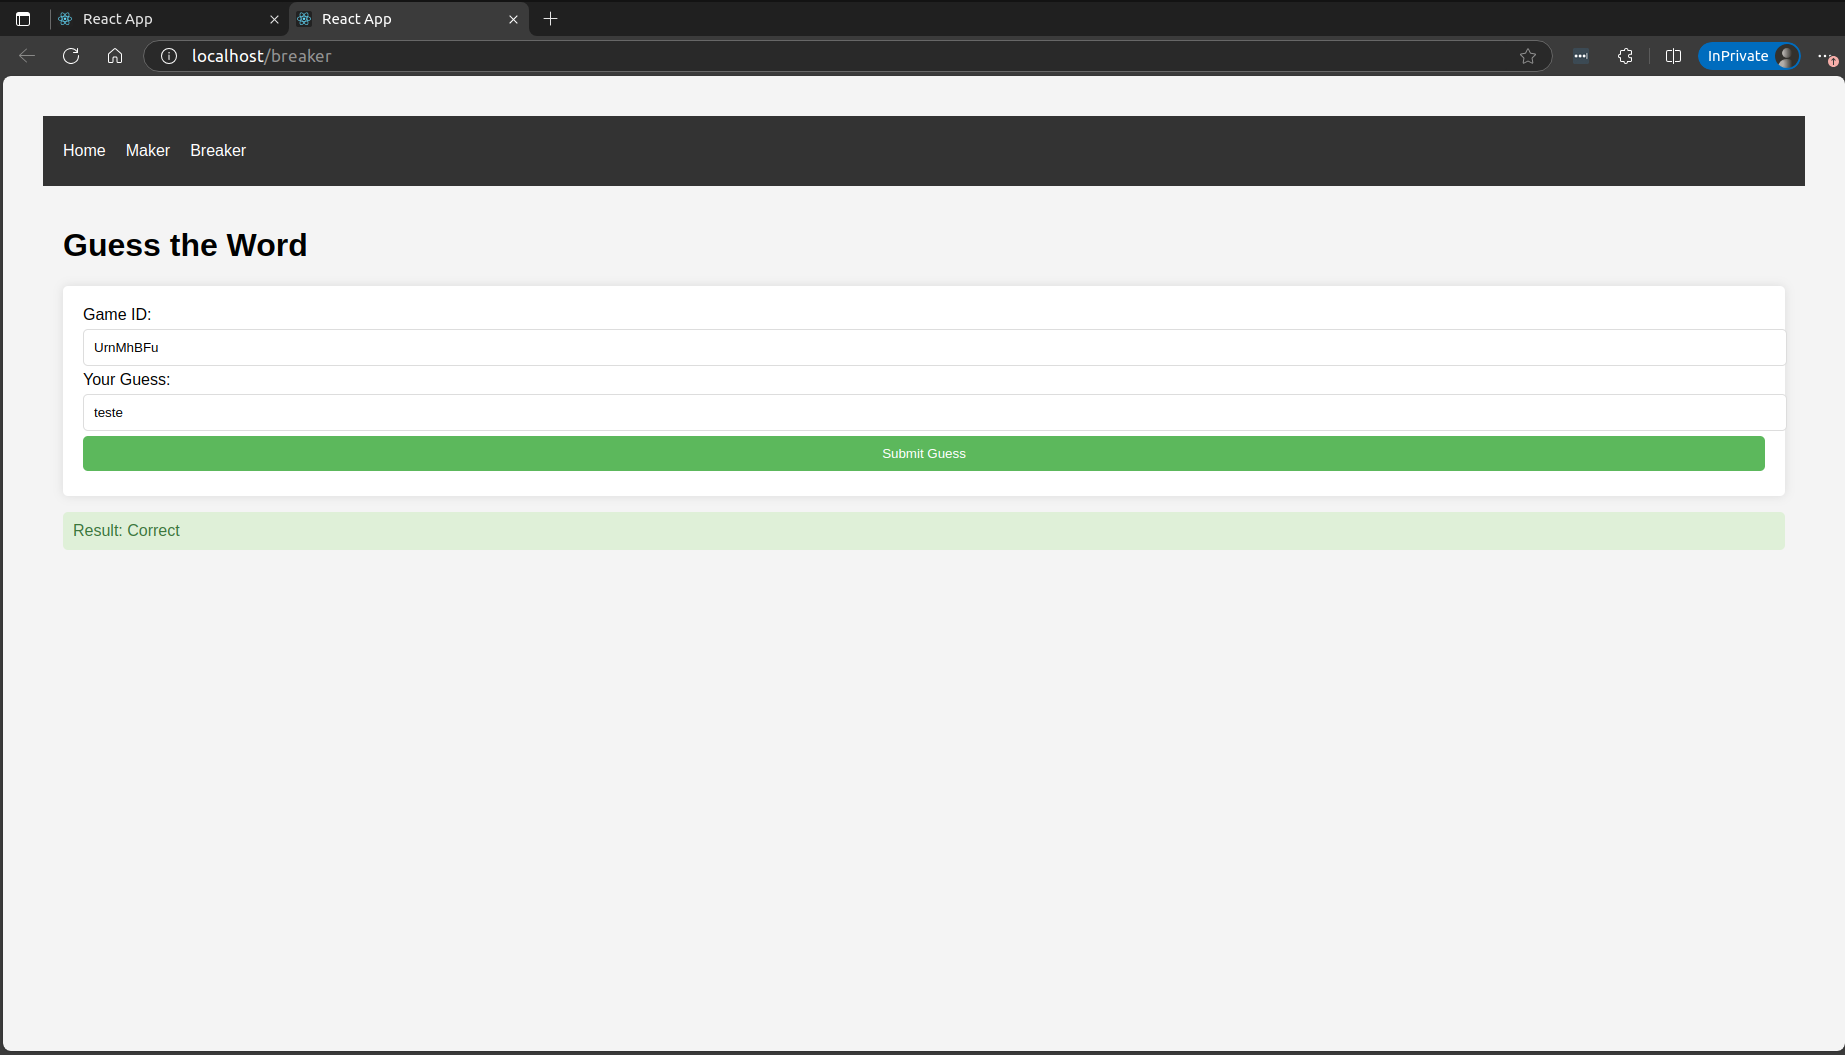 React App
React App
localhost/breaker
InPrivate
Home Maker Breaker
Guess the Word
Game ID:
UrnMhBFu
Your Guess:
teste
Submit Guess
Result: Correct